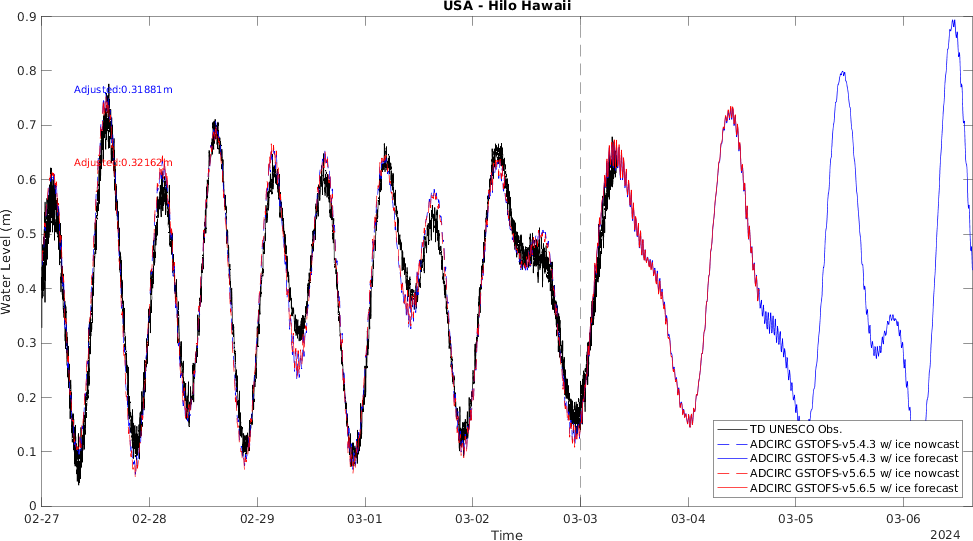 USA - Hilo Hawaii
0.9
0.8
0.7
0.6
0.5
0.4
0.3
0.2
0.1
0
Water Level (m)
Adjusted:0.31881m
Adjusted:0.32162m
TD UNESCO Obs.
ADCIRC GSTOFS-v5.4.3 w/ ice nowcast
ADCIRC GSTOFS-v5.4.3 w/ ice forecast
ADCIRC GSTOFS-v5.6.5 w/ ice nowcast
ADCIRC GSTOFS-v5.6.5 w/ ice forecast
02-27 02-28 02-29 03-01 03-02 03-03 03-04 03-05 03-06
Time
2024